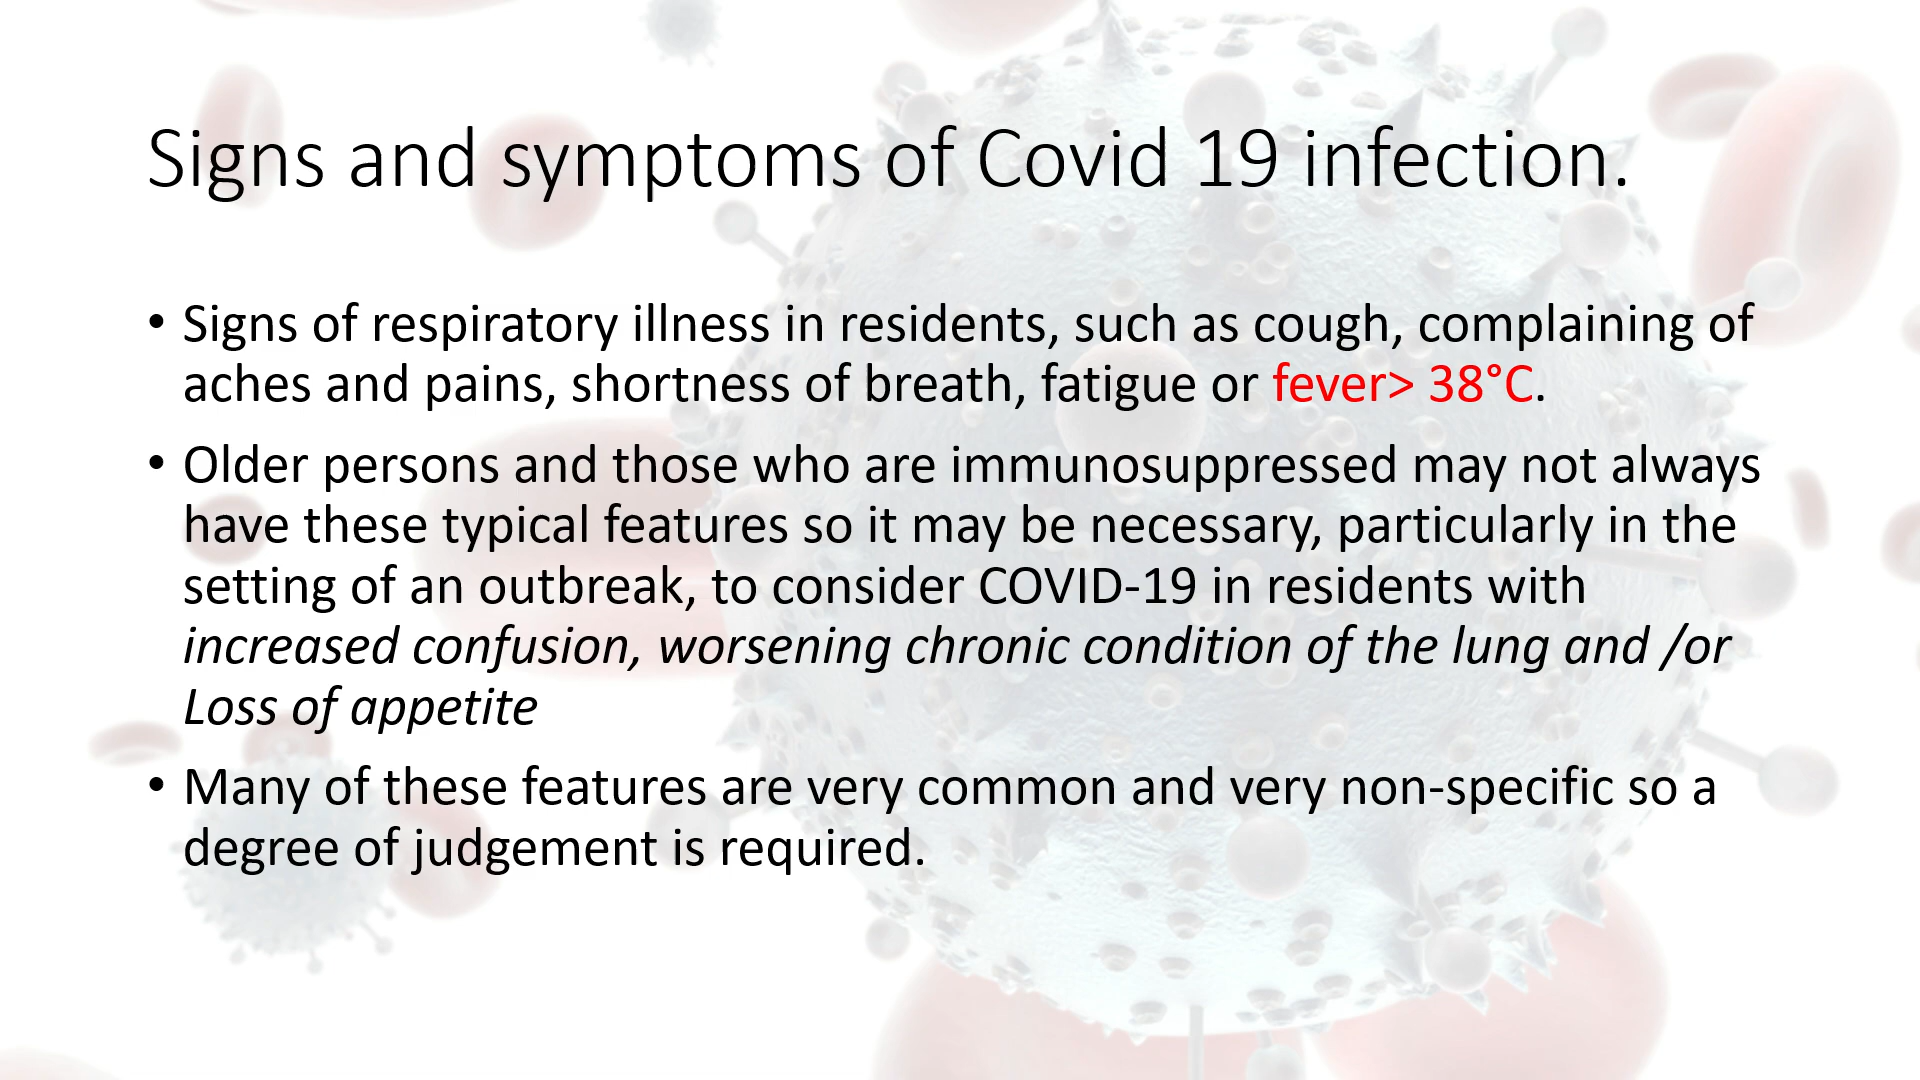 Signs and symptoms of Covid 19 infection.
• Signs of respiratory illness in residents, such as cough, complaining of
aches and pains, shortness of breath, fatigue or fever> 38°C.
• Older persons and those who are immunosuppressed may not always
have these typical features so it may be necessary, particularly in the
setting of an outbreak, to consider COVID-19 in residents with
increased confusion, worsening chronic condition of the lung and /or
Loss of appetite
• Many of these features are very common and very non-specific so a
degree of judgement is required.